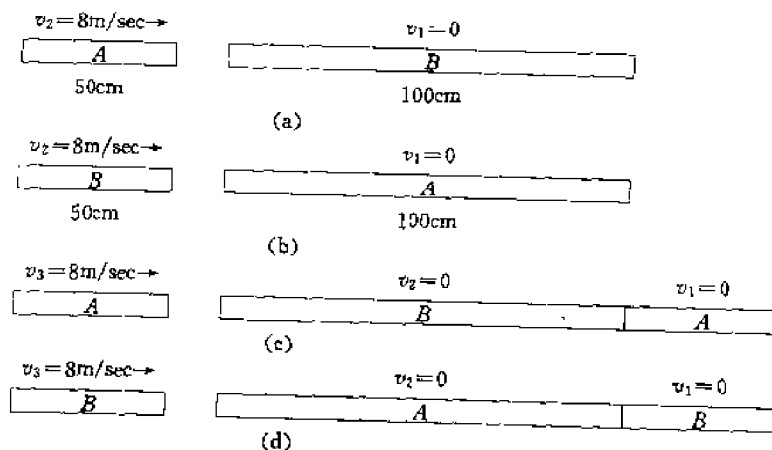 v₂=8m/sec→ v₁=0
A B
50cm 100cm
(a)
v₂=8m/sec→ v₁=0
B A
50cm 100cm
(b)
v₃=8m/sec→ v₂=0 v₁=0
A B A
(c)
v₃=8m/sec→ v₂=0 v₁=0
B A B
(d)